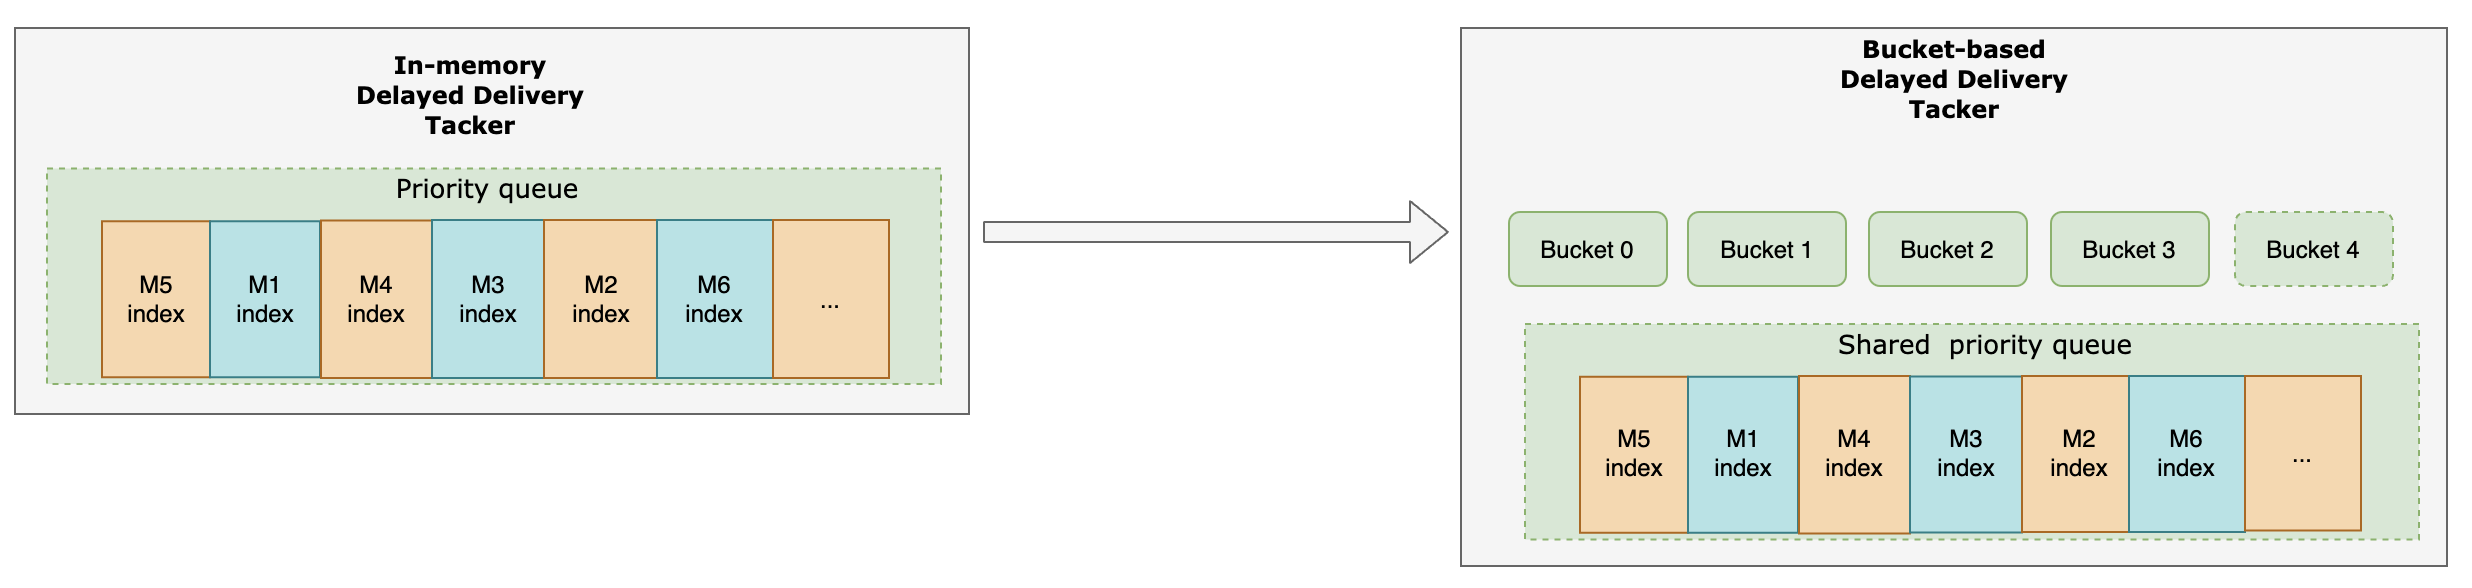 In-memory
Delayed Delivery
Tacker
Priority queue
M5
index
M1
index
M4
index
M3
index
M2
index
M6
index
...
Bucket-based
Delayed Delivery
Tacker
Bucket 0
Bucket 1
Bucket 2
Bucket 3
Bucket 4
Shared  priority queue
M5
index
M1
index
M4
index
M3
index
M2
index
M6
index
...